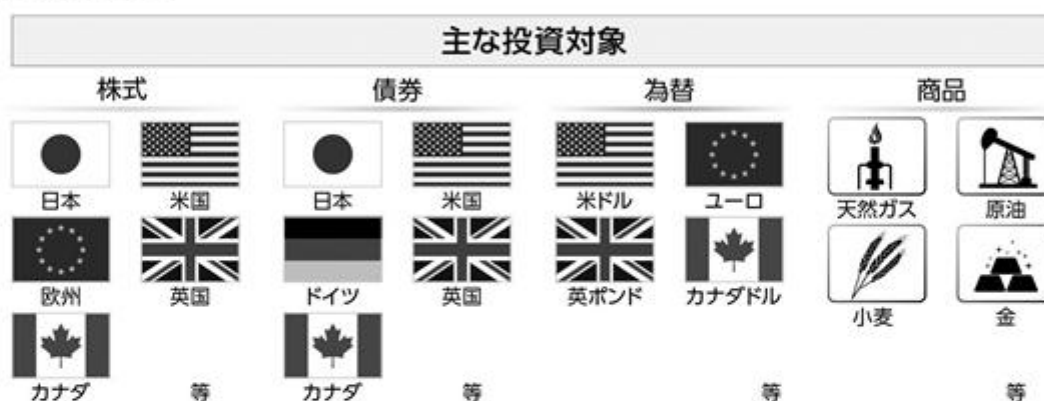 主な投資対象
株式 債券 為替 商品
日本 米国 日本 米国 米ドル ユーロ 天然ガス 原油
欧州 英国 ドイツ 英国 英ポンド カナダドル 小麦 金
カナダ 等 カナダ 等 等 等